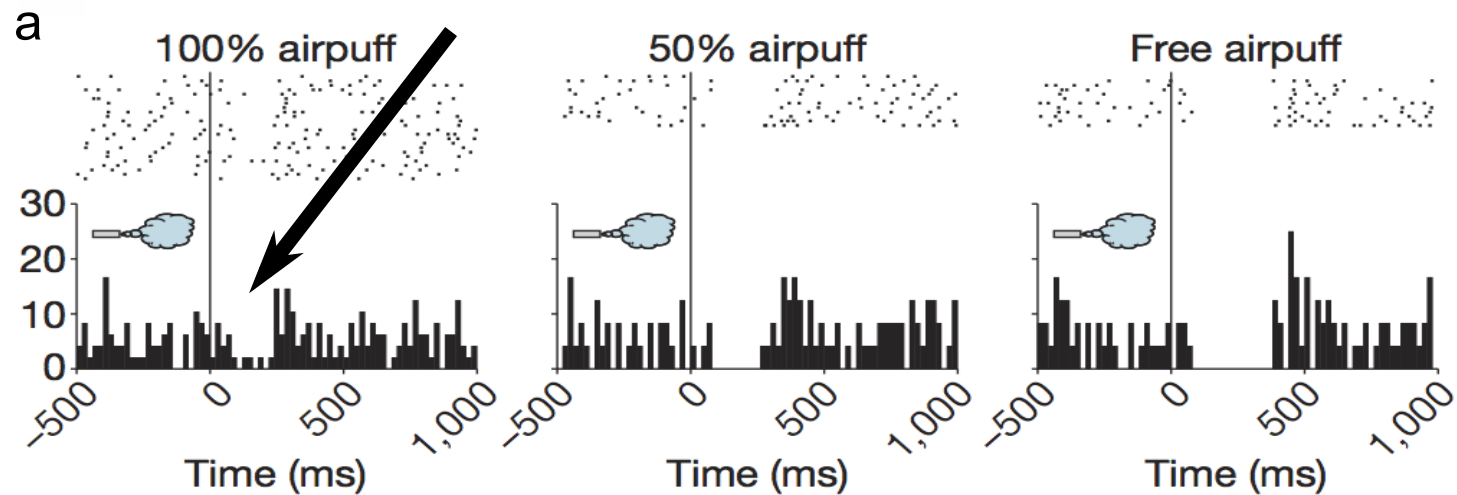 a
100% airpuff
50% airpuff
Free airpuff
30
20
10
0
–500 0 500 1,000
–500 0 500 1,000
–500 0 500 1,000
Time (ms)
Time (ms)
Time (ms)